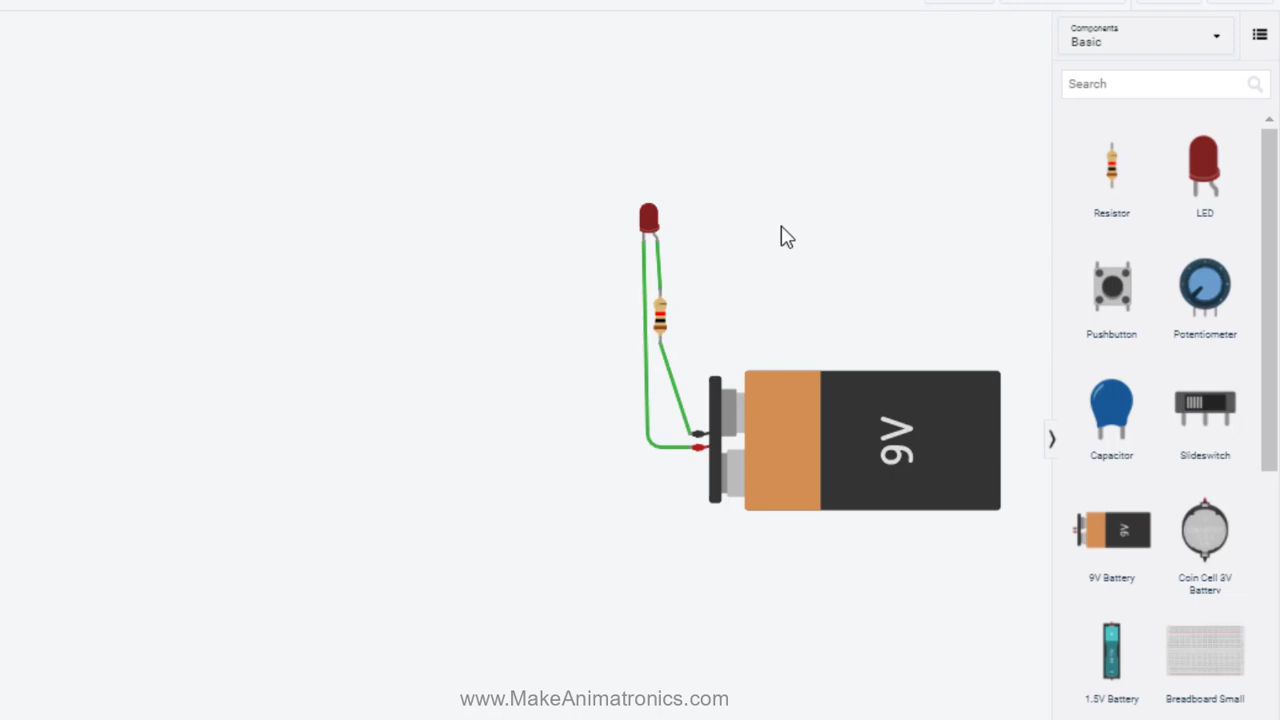 Components
Basic
Search
Resistor
LED
Pushbutton
Potentiometer
Capacitor
Slideswitch
9V
9V
9V Battery
Coin Cell 3V
Battery
1.5V Battery
Breadboard Small
www.MakeAnimatronics.com